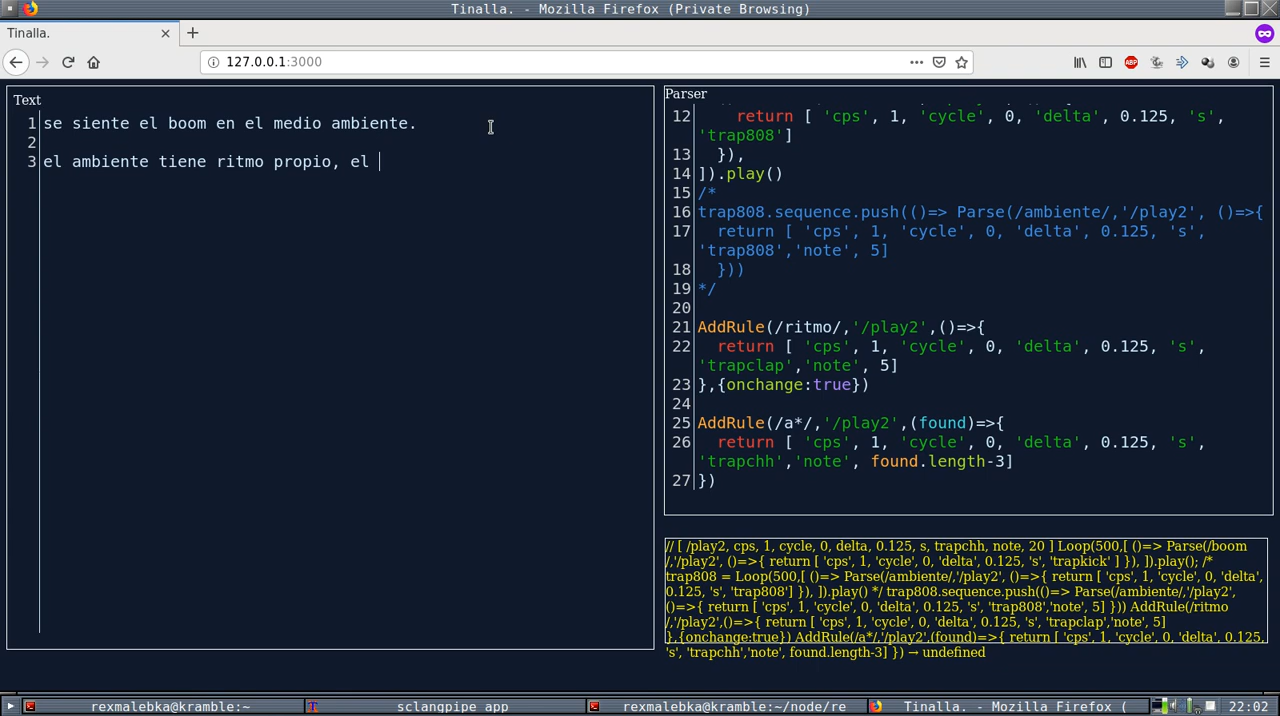 Tinalla. - Mozilla Firefox (Private Browsing)
Tinalla.
127.0.0.1:3000
ABP
Text
1 se siente el boom en el medio ambiente.
2
3 el ambiente tiene ritmo propio, el
Parser
12 return [ 'cps', 1, 'cycle', 0, 'delta', 0.125, 's',
'trap808']
13 }),
14 ]).play()
15 /*
16 trap808.sequence.push(()=> Parse(/ambiente/,'/play2', ()=>{
17 return [ 'cps', 1, 'cycle', 0, 'delta', 0.125, 's',
'trap808','note', 5]
18 }))
19 */
20
21 AddRule(/ritmo/,'/play2',()=>{
22 return [ 'cps', 1, 'cycle', 0, 'delta', 0.125, 's',
'trapclap','note', 5]
23 },{onchange:true})
24
25 AddRule(/a*/,'/play2',(found)=>{
26 return [ 'cps', 1, 'cycle', 0, 'delta', 0.125, 's',
'trapchh','note', found.length-3]
27 })
// [ /play2, cps, 1, cycle, 0, delta, 0.125, s, trapchh, note, 20 ] Loop(500,[ ()=> Parse(/boom
/,'/play2', ()=>{ return [ 'cps', 1, 'cycle', 0, 'delta', 0.125, 's', 'trapkick' ] }), ]).play(); /*
trap808 = Loop(500,[ ()=> Parse(/ambiente/,'/play2', ()=>{ return [ 'cps', 1, 'cycle', 0, 'delta',
0.125, 's', 'trap808'] }), ]).play() */ trap808.sequence.push(()=> Parse(/ambiente/,'/play2',
()=>{ return [ 'cps', 1, 'cycle', 0, 'delta', 0.125, 's', 'trap808','note', 5] })) AddRule(/ritmo
/,'/play2',()=>{ return [ 'cps', 1, 'cycle', 0, 'delta', 0.125, 's', 'trapclap','note', 5]
},{onchange:true}) AddRule(/a*/,'/play2',(found)=>{ return [ 'cps', 1, 'cycle', 0, 'delta', 0.125,
's', 'trapchh','note', found.length-3] }) → undefined
rexmalebka@kramble:~
sclangpipe_app
rexmalebka@kramble:~/node/re
Tinalla. - Mozilla Firefox (
22:02